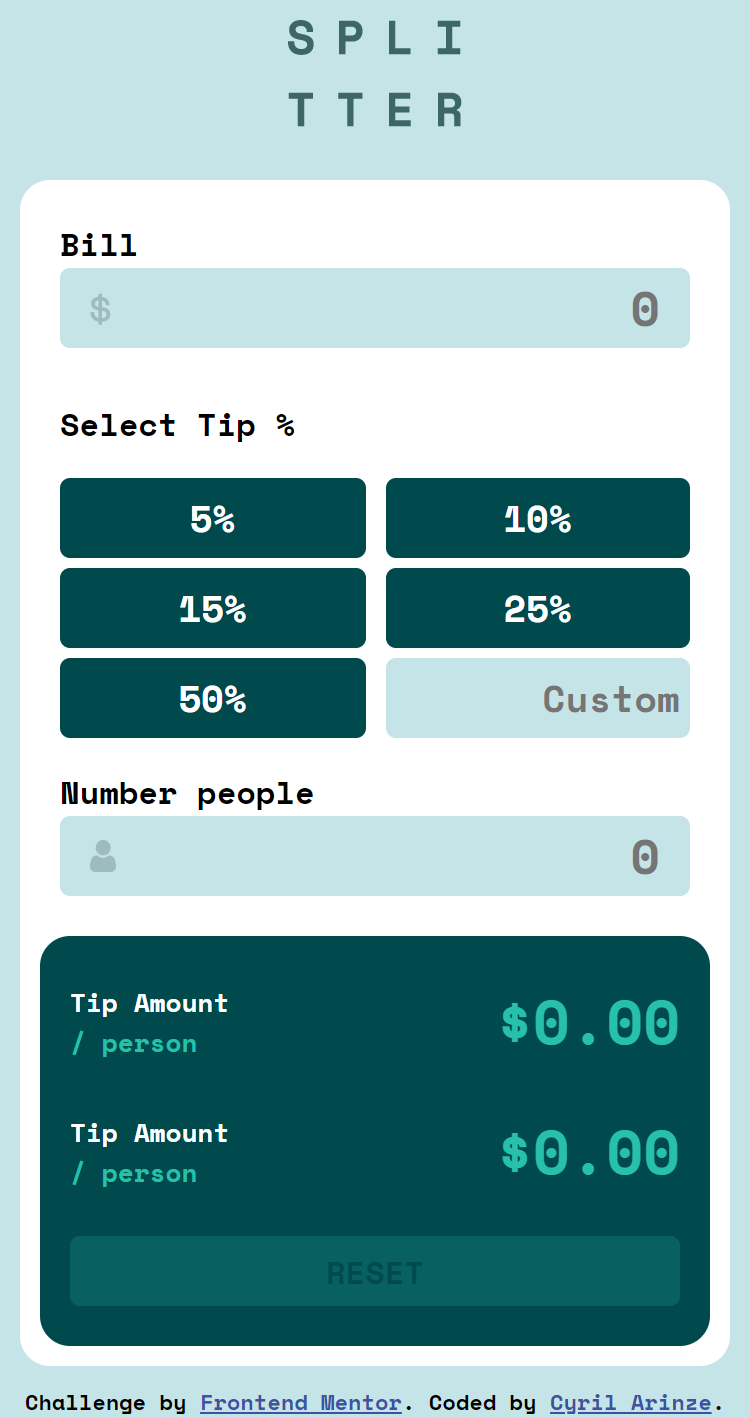 S P L I
T T E R
Bill
$ 0
Select Tip %
5% 10%
15% 25%
50% Custom
Number people
0
Tip Amount
/ person
$0.00
Tip Amount
/ person
$0.00
RESET
Challenge by Frontend Mentor. Coded by Cyril Arinze.